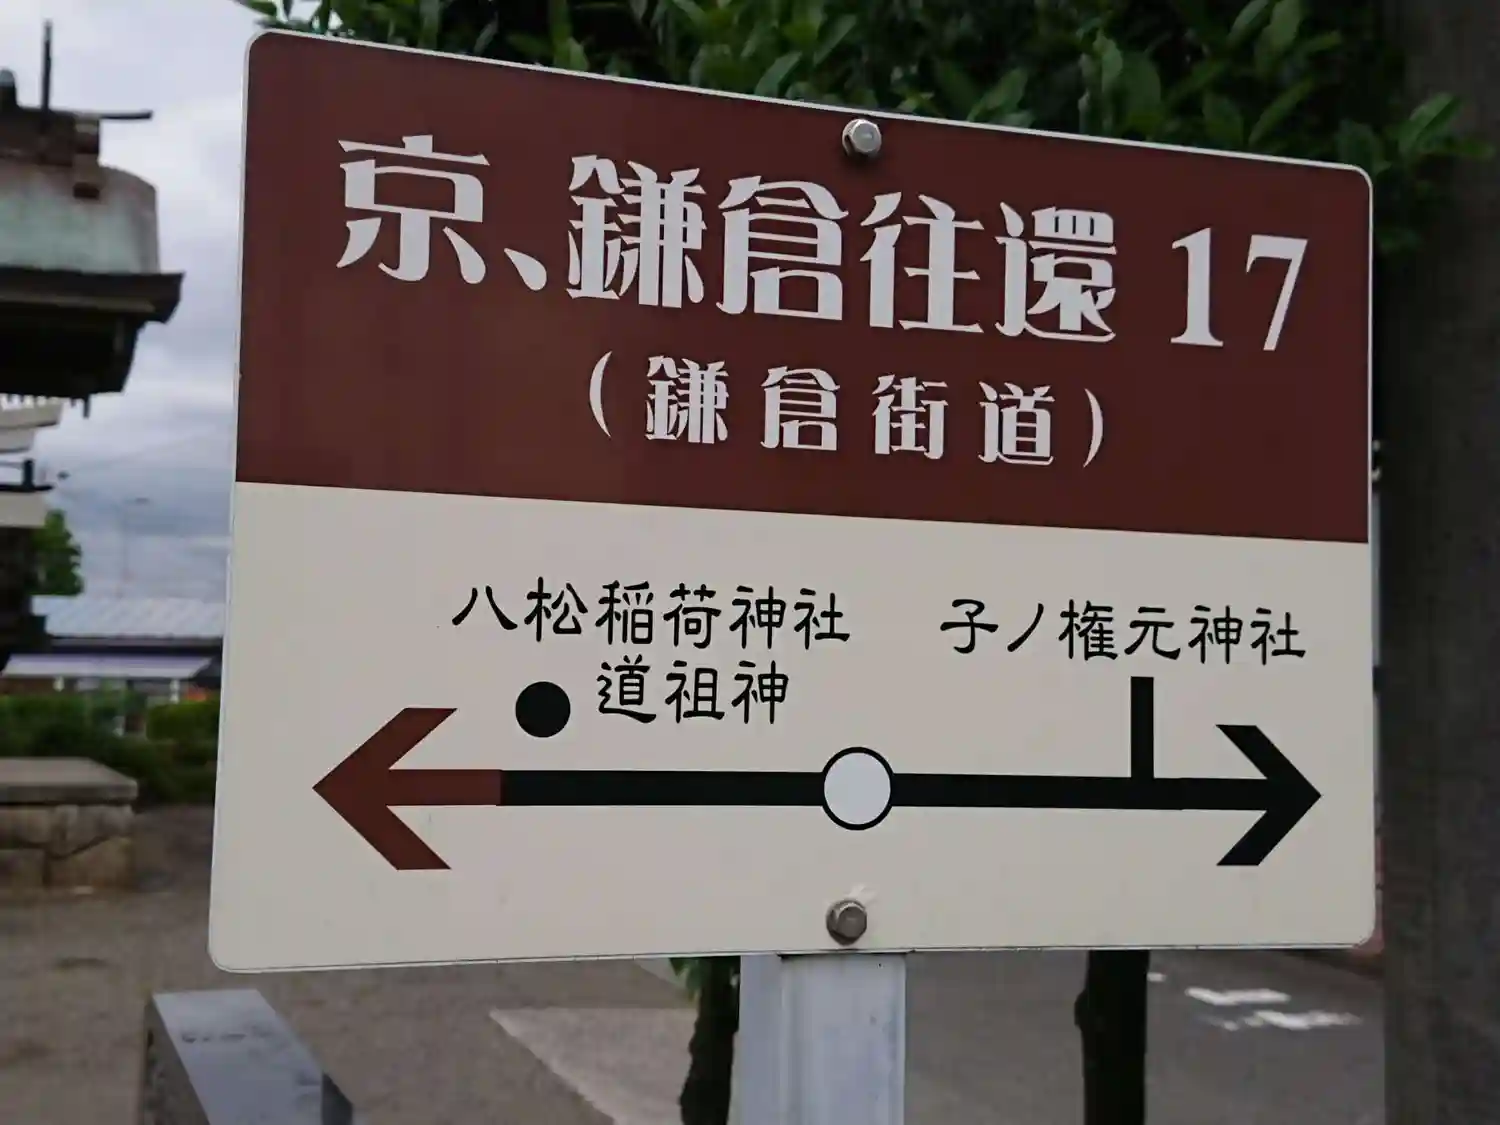 京、鎌倉往還 17
(鎌倉街道)
八松稲荷神社
道祖神
子ノ権元神社